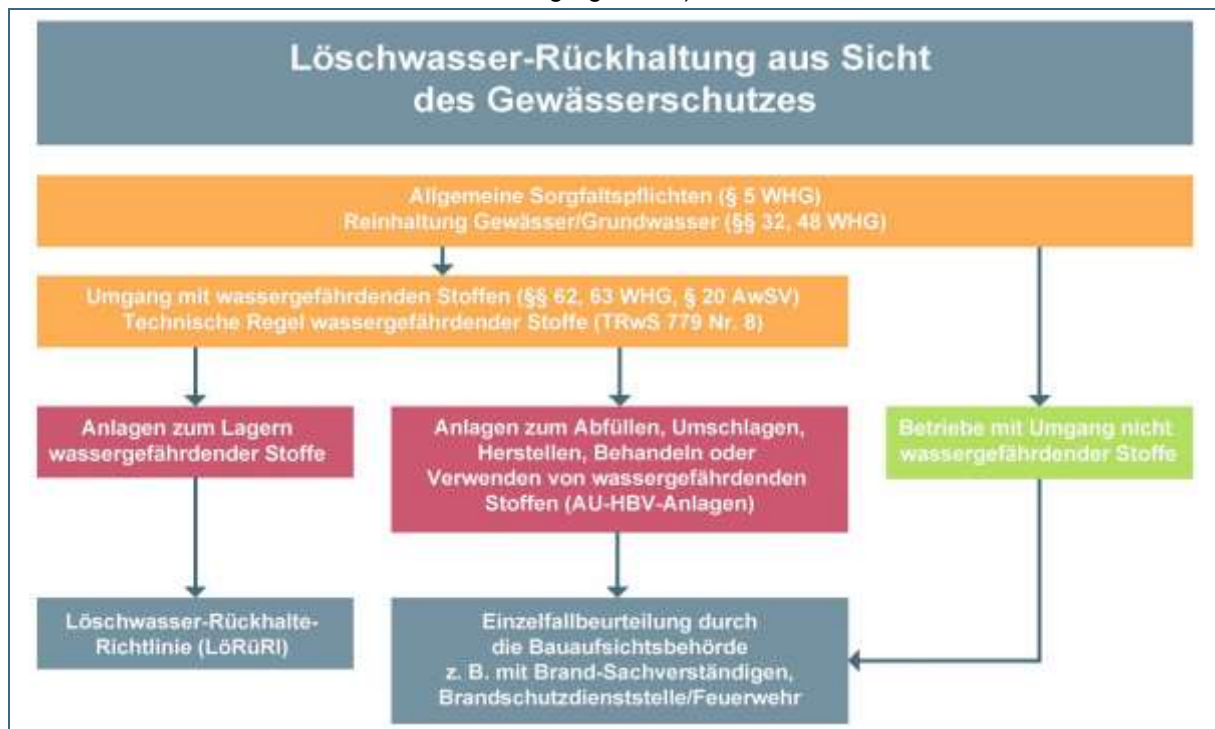 Löschwasser-Rückhaltung aus Sicht
des Gewässerschutzes
Allgemeine Sorgfaltspflichten (§ 5 WHG)
Reinhaltung Gewässer/Grundwasser (§§ 32, 48 WHG)
Umgang mit wassergefährdenden Stoffen (§§ 62, 63 WHG, § 20 AwSV)
Technische Regel wassergefährdender Stoffe (TRwS 779 Nr. 8)
Anlagen zum Lagern
wassergefährdender Stoffe
Anlagen zum Abfüllen, Umschlagen,
Herstellen, Behandeln oder
Verwenden von wassergefährdenden
Stoffen (AU-HBV-Anlagen)
Betriebe mit Umgang nicht
wassergefährdender Stoffe
Löschwasser-Rückhalte-
Richtlinie (LöRüRl)
Einzelfallbeurteilung durch
die Bauaufsichtsbehörde
z. B. mit Brand-Sachverständigen,
Brandschutzdienststelle/Feuerwehr